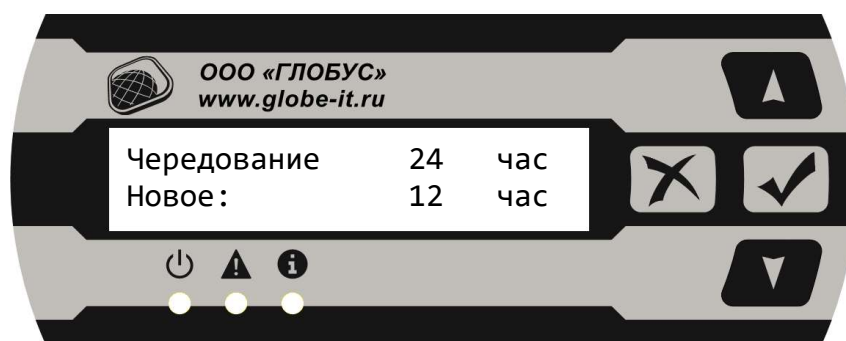 ООО «ГЛОБУС»
www.globe-it.ru
Чередование 24 час
Новое: 12 час